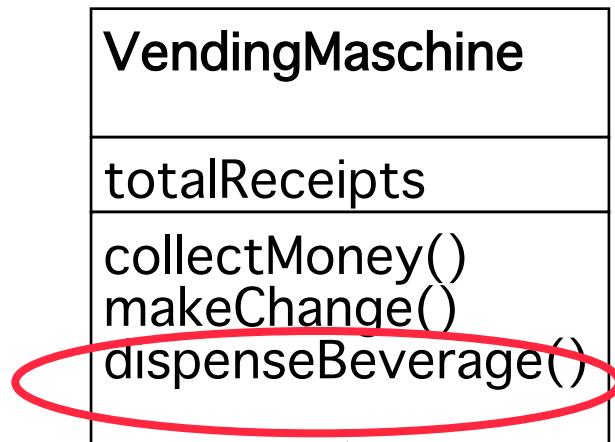 VendingMaschine
totalReceipts
collectMoney()
makeChange()
dispenseBeverage()